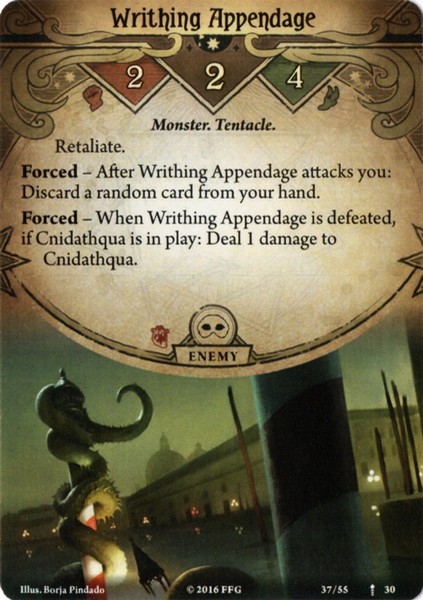 Writhing Appendage
2 2 4
Monster. Tentacle.
Retaliate.
Forced – After Writhing Appendage attacks you:
Discard a random card from your hand.
Forced – When Writhing Appendage is defeated,
if Cnidathqua is in play: Deal 1 damage to
Cnidathqua.
ENEMY
Illus. Borja Pindado © 2016 FFG 37/55 30